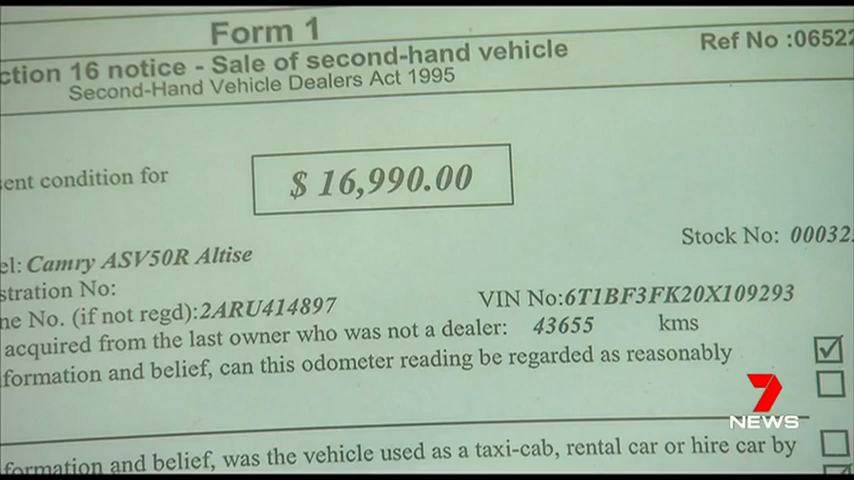 Form 1
ction 16 notice - Sale of second-hand vehicle
Ref No :06522
Second-Hand Vehicle Dealers Act 1995
sent condition for
$ 16,990.00
Stock No: 00032
el: Camry ASV50R Altise
stration No:
ne No. (if not regd):2ARU414897
VIN No:6T1BF3FK20X109293
acquired from the last owner who was not a dealer: 43655 kms
formation and belief, can this odometer reading be regarded as reasonably
7
NEWS
formation and belief, was the vehicle used as a taxi-cab, rental car or hire car by